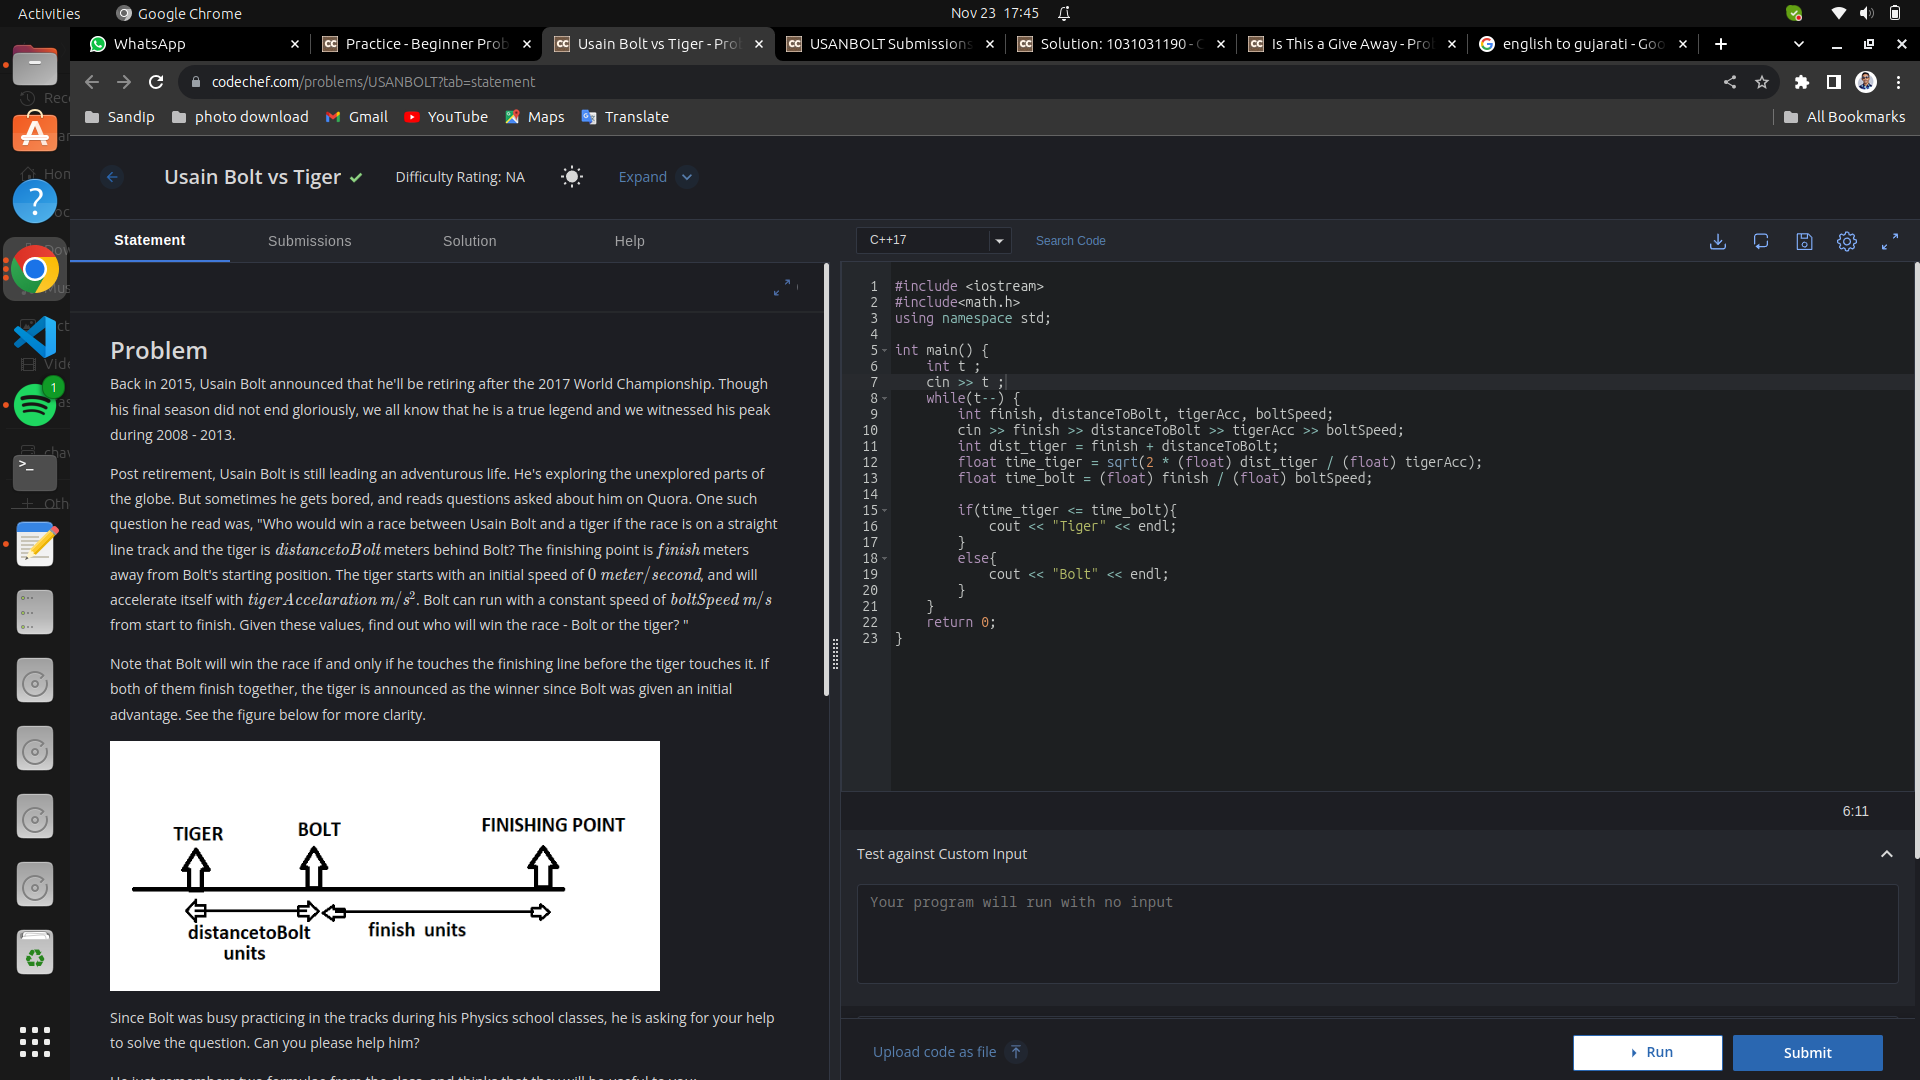 Activities
Google Chrome
Nov 23 17:45
WhatsApp
Practice - Beginner Prob
Usain Bolt vs Tiger - Pro
USANBOLT Submissions
Solution: 1031031190 - C
Is This a Give Away - Pro
english to gujarati - Goo
codechef.com/problems/USANBOLT?tab=statement
Sandip
photo download
Gmail
YouTube
Maps
Translate
All Bookmarks
Usain Bolt vs Tiger
Difficulty Rating: NA
Expand
Statement
Submissions
Solution
Help
C++17
Search Code
Problem
Back in 2015, Usain Bolt announced that he'll be retiring after the 2017 World Championship. Though
his final season did not end gloriously, we all know that he is a true legend and we witnessed his peak
during 2008 - 2013.
Post retirement, Usain Bolt is still leading an adventurous life. He's exploring the unexplored parts of
the globe. But sometimes he gets bored, and reads questions asked about him on Quora. One such
question he read was, "Who would win a race between Usain Bolt and a tiger if the race is on a straight
line track and the tiger is distancetoBolt meters behind Bolt? The finishing point is finish meters
away from Bolt's starting position. The tiger starts with an initial speed of 0 meter/second, and will
accelerate itself with tigerAccelaration m/s². Bolt can run with a constant speed of boltSpeed m/s
from start to finish. Given these values, find out who will win the race - Bolt or the tiger? "
Note that Bolt will win the race if and only if he touches the finishing line before the tiger touches it. If
both of them finish together, the tiger is announced as the winner since Bolt was given an initial
advantage. See the figure below for more clarity.
TIGER
BOLT
FINISHING POINT
distancetoBolt
units
finish units
Since Bolt was busy practicing in the tracks during his Physics school classes, he is asking for your help
to solve the question. Can you please help him?
1 #include <iostream>
2 #include<math.h>
3 using namespace std;
4
5 int main() {
6 int t ;
7 cin >> t ;
8 while(t--) {
9 int finish, distanceToBolt, tigerAcc, boltSpeed;
10 cin >> finish >> distanceToBolt >> tigerAcc >> boltSpeed;
11 int dist_tiger = finish + distanceToBolt;
12 float time_tiger = sqrt(2 * (float) dist_tiger / (float) tigerAcc);
13 float time_bolt = (float) finish / (float) boltSpeed;
14
15 if(time_tiger <= time_bolt){
16 cout << "Tiger" << endl;
17 }
18 else{
19 cout << "Bolt" << endl;
20 }
21 }
22 return 0;
23 }
6:11
Test against Custom Input
Your program will run with no input
Upload code as file
Run
Submit
1